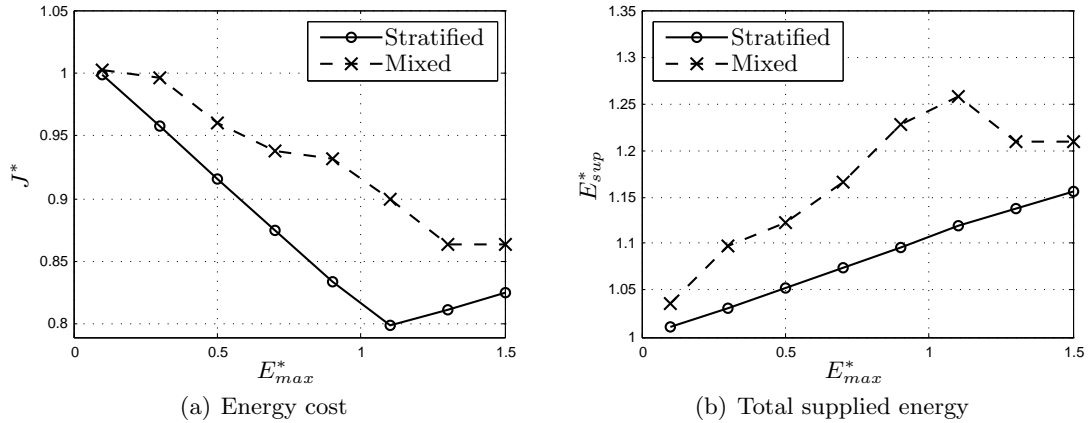 1.05
1
0.95
0.9
0.85
0.8
J*
Stratified
Mixed
0 0.5 1 1.5
E*max
(a) Energy cost
1.35
1.3
1.25
1.2
1.15
1.1
1.05
1
E*sup
Stratified
Mixed
0 0.5 1 1.5
E*max
(b) Total supplied energy